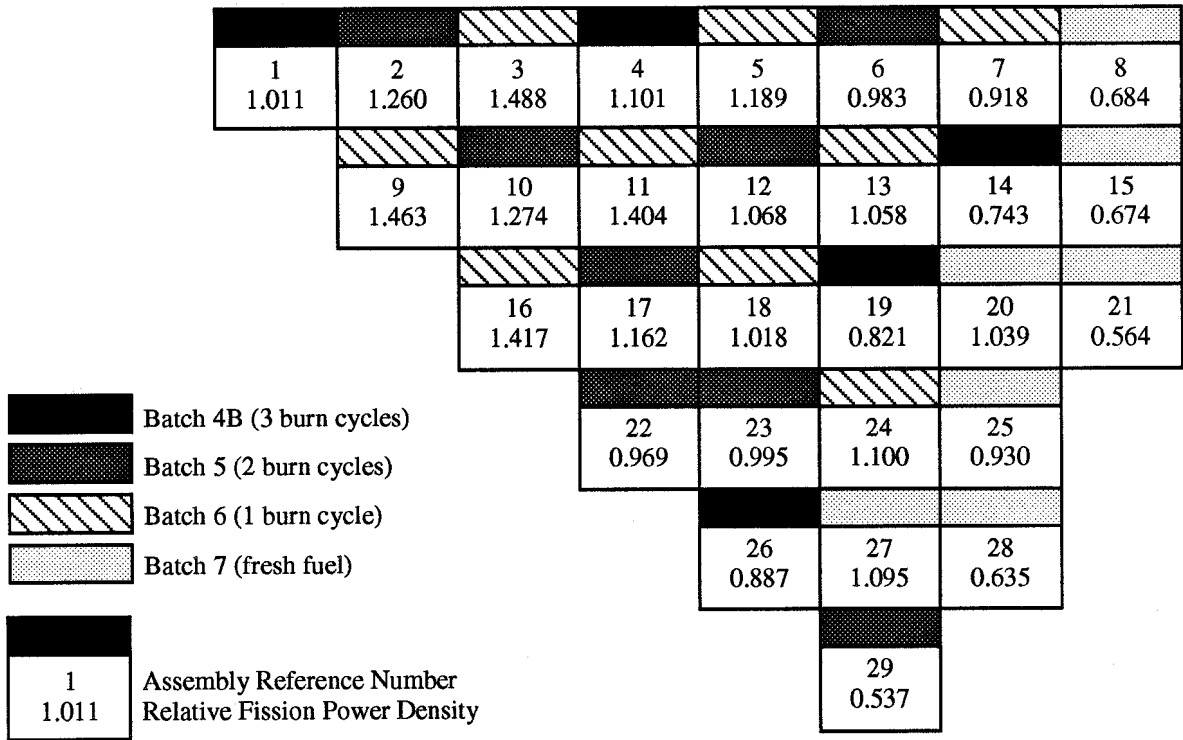 1 2 3 4 5 6 7 8
1.011 1.260 1.488 1.101 1.189 0.983 0.918 0.684
9 10 11 12 13 14 15
1.463 1.274 1.404 1.068 1.058 0.743 0.674
16 17 18 19 20 21
1.417 1.162 1.018 0.821 1.039 0.564
22 23 24 25
0.969 0.995 1.100 0.930
26 27 28
0.887 1.095 0.635
29
0.537
Batch 4B (3 burn cycles)
Batch 5 (2 burn cycles)
Batch 6 (1 burn cycle)
Batch 7 (fresh fuel)
1 Assembly Reference Number
1.011 Relative Fission Power Density